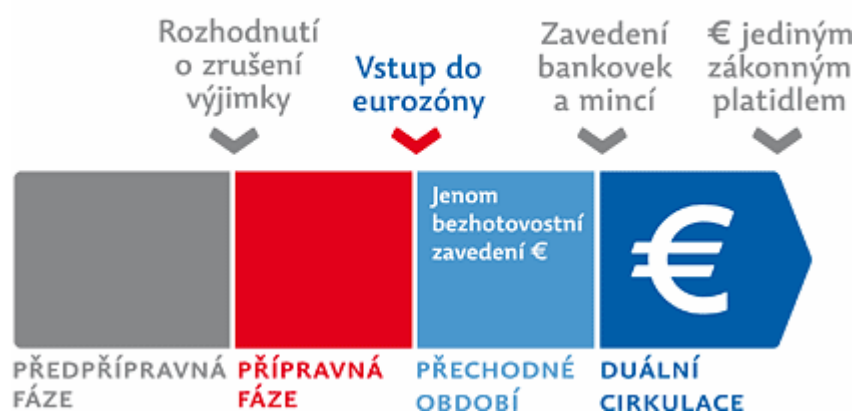 Rozhodnutí
o zrušení
výjimky
Vstup do
eurozóny
Zavedení
bankovek
a mincí
€ jediným
zákonným
platidlem
Jenom
bezhotovostní
zavedení €
€
PŘEDPŘÍPRAVNÁ
FÁZE
PŘÍPRAVNÁ
FÁZE
PŘECHODNÉ
OBDOBÍ
DUÁLNÍ
CIRKULACE